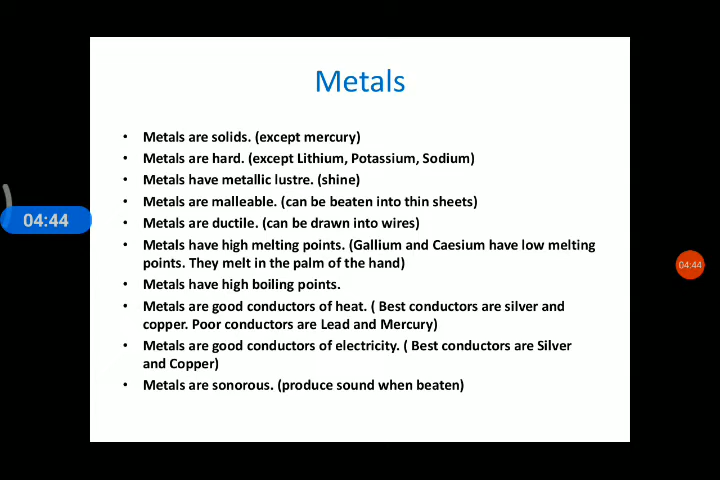 Metals
• Metals are solids. (except mercury)
• Metals are hard. (except Lithium, Potassium, Sodium)
• Metals have metallic lustre. (shine)
• Metals are malleable. (can be beaten into thin sheets)
04:44
• Metals are ductile. (can be drawn into wires)
• Metals have high melting points. (Gallium and Caesium have low melting
points. They melt in the palm of the hand)
04:44
• Metals have high boiling points.
• Metals are good conductors of heat. ( Best conductors are silver and
copper. Poor conductors are Lead and Mercury)
• Metals are good conductors of electricity. ( Best conductors are Silver
and Copper)
• Metals are sonorous. (produce sound when beaten)